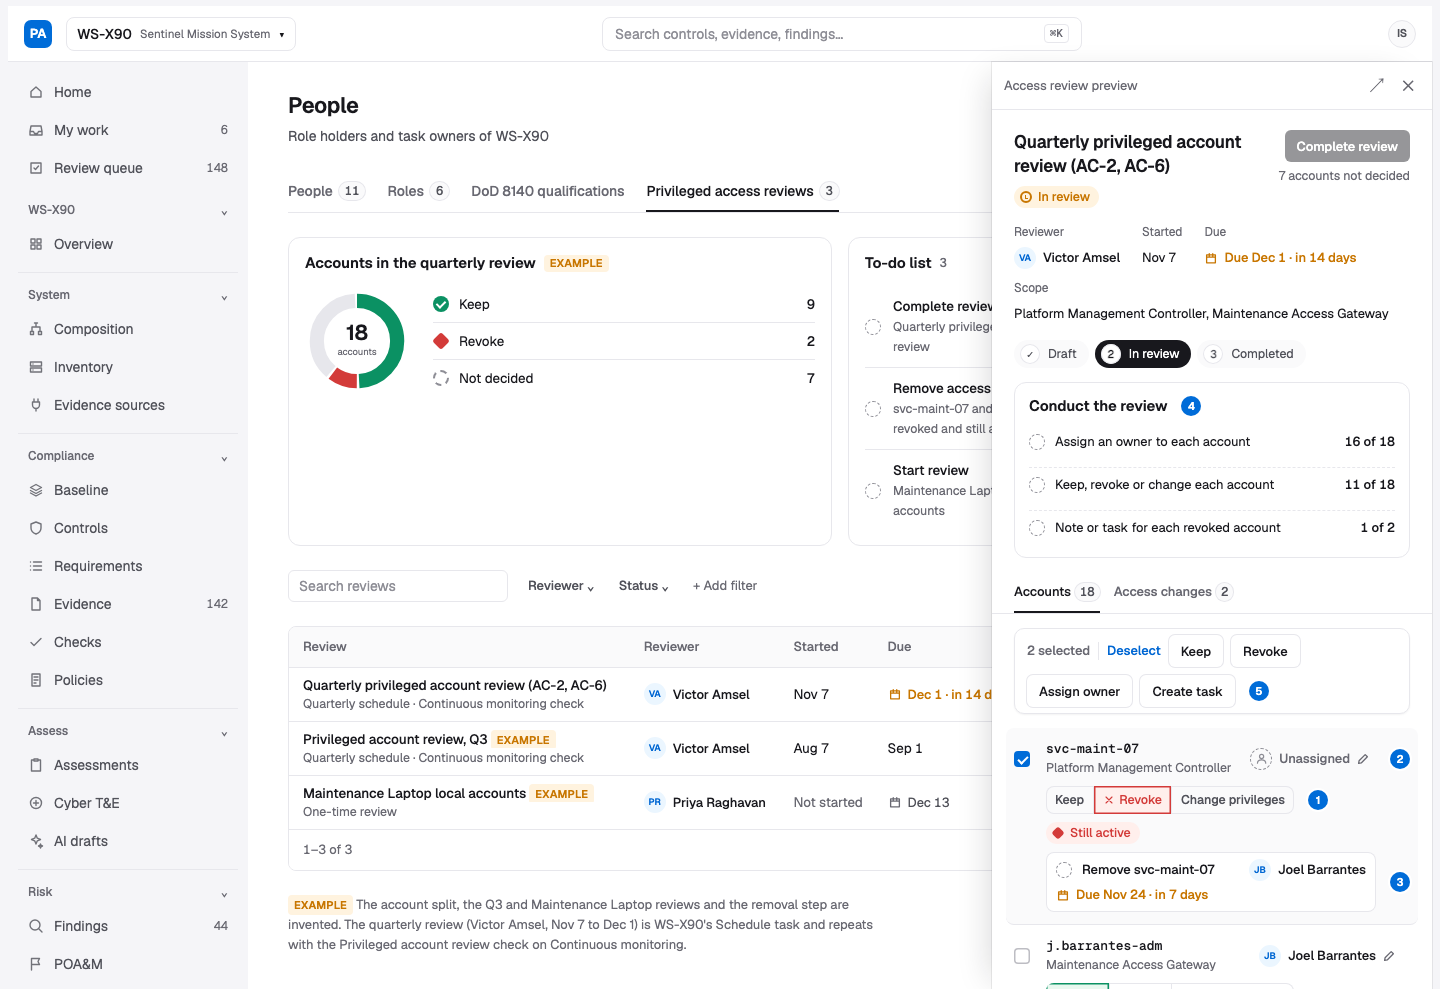 PA
WS-X90 Sentinel Mission System
Search controls, evidence, findings... ⌘K
IS
Home
My work 6
Review queue 148
WS-X90
Overview
System
Composition
Inventory
Evidence sources
Compliance
Baseline
Controls
Requirements
Evidence 142
Checks
Policies
Assess
Assessments
Cyber T&E
AI drafts
Risk
Findings 44
POA&M
People
Role holders and task owners of WS-X90
People 11 Roles 6 DoD 8140 qualifications Privileged access reviews 3
Accounts in the quarterly review EXAMPLE
18
accounts
Keep 9
Revoke 2
Not decided 7
To-do list 3
Complete review
Quarterly privilege
review
Remove access
svc-maint-07 and
revoked and still a
Start review
Maintenance Lapt
accounts
Search reviews Reviewer Status + Add filter
Review Reviewer Started Due
Quarterly privileged account review (AC-2, AC-6) VA Victor Amsel Nov 7 Dec 1 · in 14 d
Quarterly schedule · Continuous monitoring check
Privileged account review, Q3 EXAMPLE VA Victor Amsel Aug 7 Sep 1
Quarterly schedule · Continuous monitoring check
Maintenance Laptop local accounts EXAMPLE PR Priya Raghavan Not started Dec 13
One-time review
1–3 of 3
EXAMPLE The account split, the Q3 and Maintenance Laptop reviews and the removal step are
invented. The quarterly review (Victor Amsel, Nov 7 to Dec 1) is WS-X90's Schedule task and repeats
with the Privileged account review check on Continuous monitoring.
Access review preview
Quarterly privileged account
review (AC-2, AC-6)
Complete review
7 accounts not decided
In review
Reviewer Started Due
VA Victor Amsel Nov 7 Due Dec 1 · in 14 days
Scope
Platform Management Controller, Maintenance Access Gateway
✓ Draft 2 In review 3 Completed
Conduct the review 4
Assign an owner to each account 16 of 18
Keep, revoke or change each account 11 of 18
Note or task for each revoked account 1 of 2
Accounts 18 Access changes 2
2 selected Deselect Keep Revoke
Assign owner Create task 5
svc-maint-07 Unassigned 2
Platform Management Controller
Keep Revoke Change privileges 1
Still active
Remove svc-maint-07 JB Joel Barrantes 3
Due Nov 24 · in 7 days
j.barrantes-adm JB Joel Barrantes
Maintenance Access Gateway